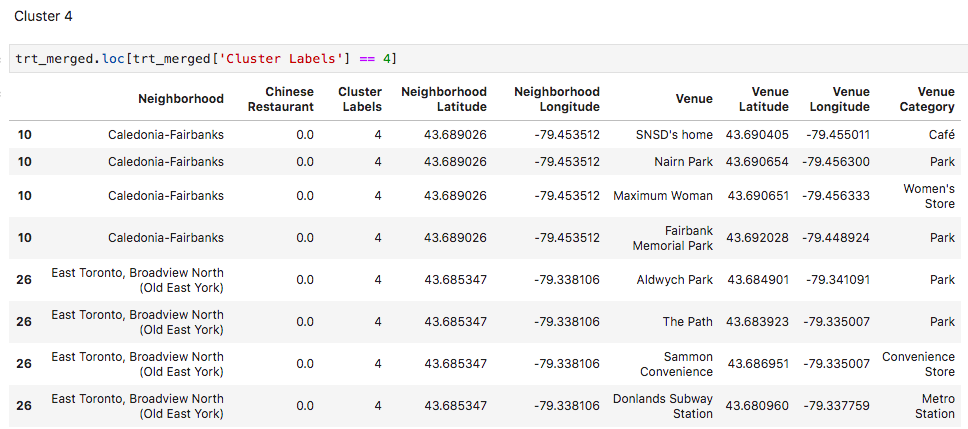 Cluster 4
trt_merged.loc[trt_merged['Cluster Labels'] == 4]
Neighborhood Chinese Restaurant Cluster Labels Neighborhood Latitude Neighborhood Longitude Venue Venue Latitude Venue Longitude Venue Category
10 Caledonia-Fairbanks 0.0 4 43.689026 -79.453512 SNSD's home 43.690405 -79.455011 Café
10 Caledonia-Fairbanks 0.0 4 43.689026 -79.453512 Nairn Park 43.690654 -79.456300 Park
10 Caledonia-Fairbanks 0.0 4 43.689026 -79.453512 Maximum Woman 43.690651 -79.456333 Women's Store
10 Caledonia-Fairbanks 0.0 4 43.689026 -79.453512 Fairbank Memorial Park 43.692028 -79.448924 Park
26 East Toronto, Broadview North (Old East York) 0.0 4 43.685347 -79.338106 Aldwych Park 43.684901 -79.341091 Park
26 East Toronto, Broadview North (Old East York) 0.0 4 43.685347 -79.338106 The Path 43.683923 -79.335007 Park
26 East Toronto, Broadview North (Old East York) 0.0 4 43.685347 -79.338106 Sammon Convenience 43.686951 -79.335007 Convenience Store
26 East Toronto, Broadview North (Old East York) 0.0 4 43.685347 -79.338106 Donlands Subway Station 43.680960 -79.337759 Metro Station